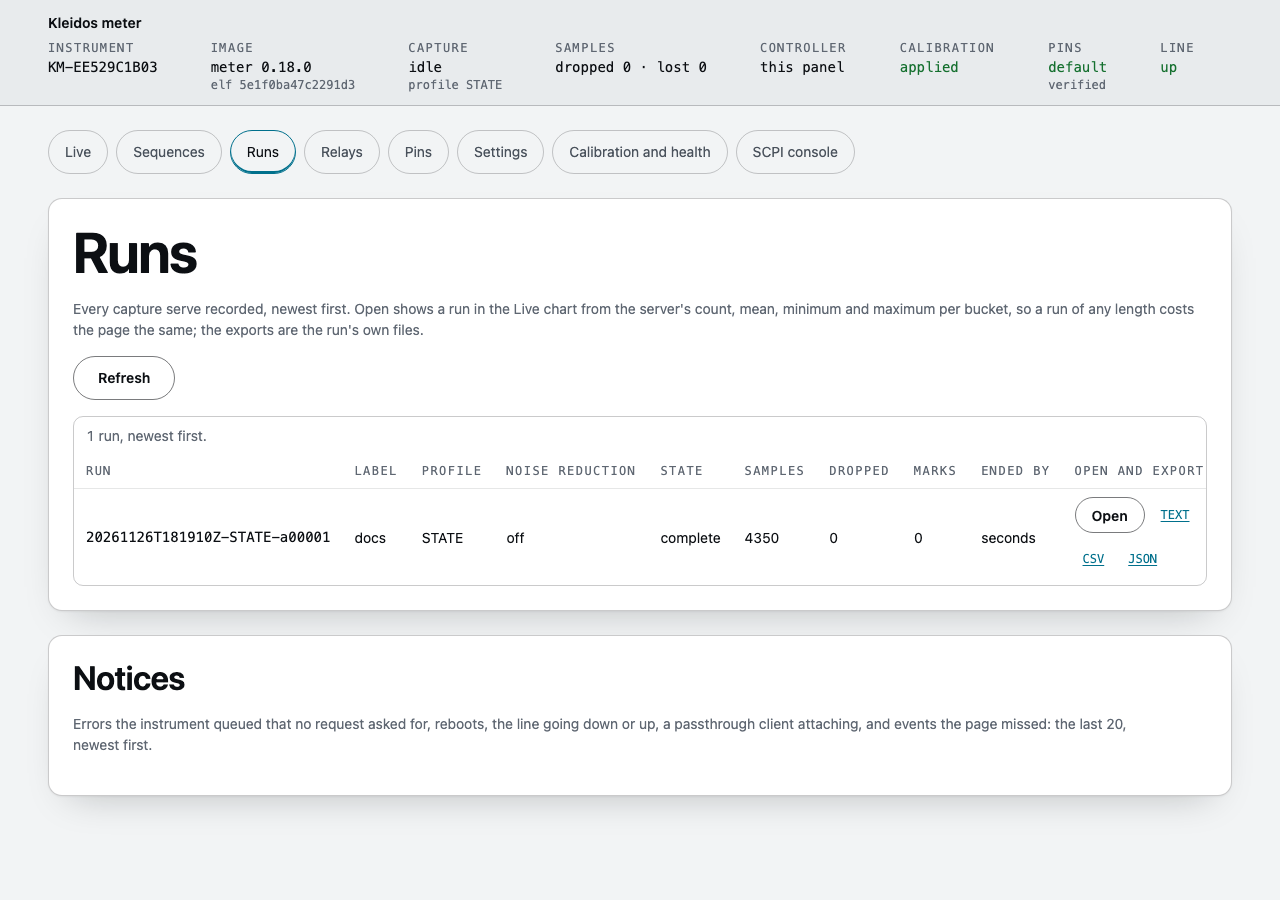 Kleidos meter
INSTRUMENT IMAGE CAPTURE SAMPLES CONTROLLER CALIBRATION PINS LINE
KM–EE529C1B03 meter 0.18.0 idle dropped 0 · lost 0 this panel applied default up
elf 5e1f0ba47c2291d3 profile STATE verified
Live Sequences Runs Relays Pins Settings Calibration and health SCPI console
Runs
Every capture serve recorded, newest first. Open shows a run in the Live chart from the server's count, mean, minimum and maximum per bucket, so a run of any length costs
the page the same; the exports are the run's own files.
Refresh
1 run, newest first.
RUN LABEL PROFILE NOISE REDUCTION STATE SAMPLES DROPPED MARKS ENDED BY OPEN AND EXPORT
20261126T181910Z–STATE–a00001 docs STATE off complete 4350 0 0 seconds Open TEXT
CSV JSON
Notices
Errors the instrument queued that no request asked for, reboots, the line going down or up, a passthrough client attaching, and events the page missed: the last 20,
newest first.